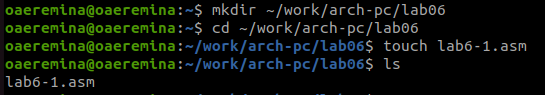 oaeremina@oaeremina:~$ mkdir ~/work/arch-pc/lab06
oaeremina@oaeremina:~$ cd ~/work/arch-pc/lab06
oaeremina@oaeremina:~/work/arch-pc/lab06$ touch lab6-1.asm
oaeremina@oaeremina:~/work/arch-pc/lab06$ ls
lab6-1.asm